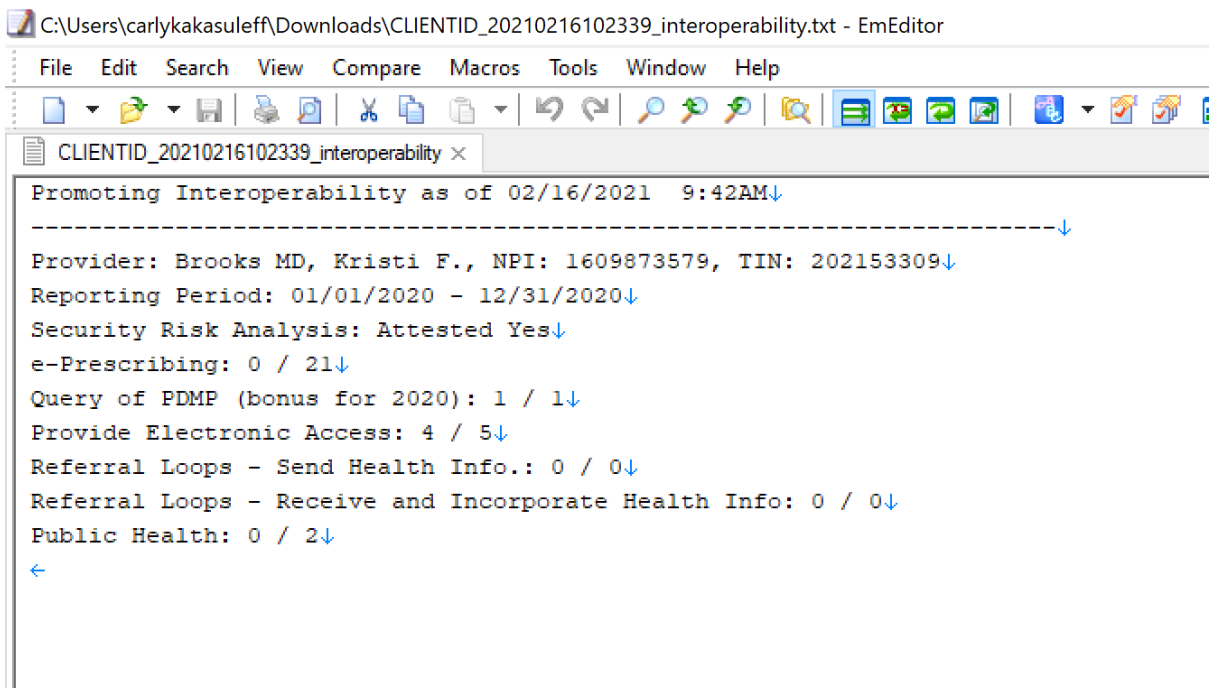 C:\Users\carlykakasuleff\Downloads\CLIENTID_20210216102339_interoperability.txt - EmEditor
File Edit Search View Compare Macros Tools Window Help
CLIENTID_20210216102339_interoperability ×
Promoting Interoperability as of 02/16/2021  9:42AM↓
-----------------------------------------------------------------------↓
Provider: Brooks MD, Kristi F., NPI: 1609873579, TIN: 202153309↓
Reporting Period: 01/01/2020 - 12/31/2020↓
Security Risk Analysis: Attested Yes↓
e-Prescribing: 0 / 21↓
Query of PDMP (bonus for 2020): 1 / 1↓
Provide Electronic Access: 4 / 5↓
Referral Loops - Send Health Info.: 0 / 0↓
Referral Loops - Receive and Incorporate Health Info: 0 / 0↓
Public Health: 0 / 2↓
←